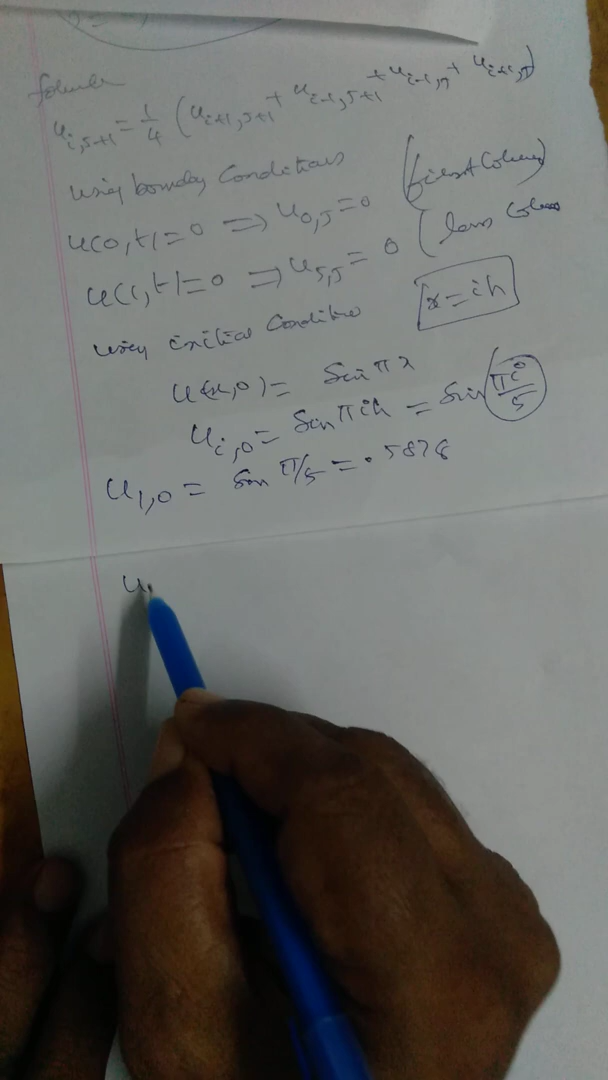 formula
u_{i,j+1} = 1/4 (u_{i+1,j+1} + u_{i-1,j+1} + u_{i-1,j} + u_{i+1,j})
using boundary Conditions
u(0,t) = 0 ⟹ u_{0,j} = 0 (first Column)
u(1,t) = 0 ⟹ u_{5,j} = 0 (
using initial Condition x = ih
u(x,0) = Sin πx
u_{i,0} = Sin πih = Sin πi/5
u_{1,0} = Sin π/5 = .5878
u